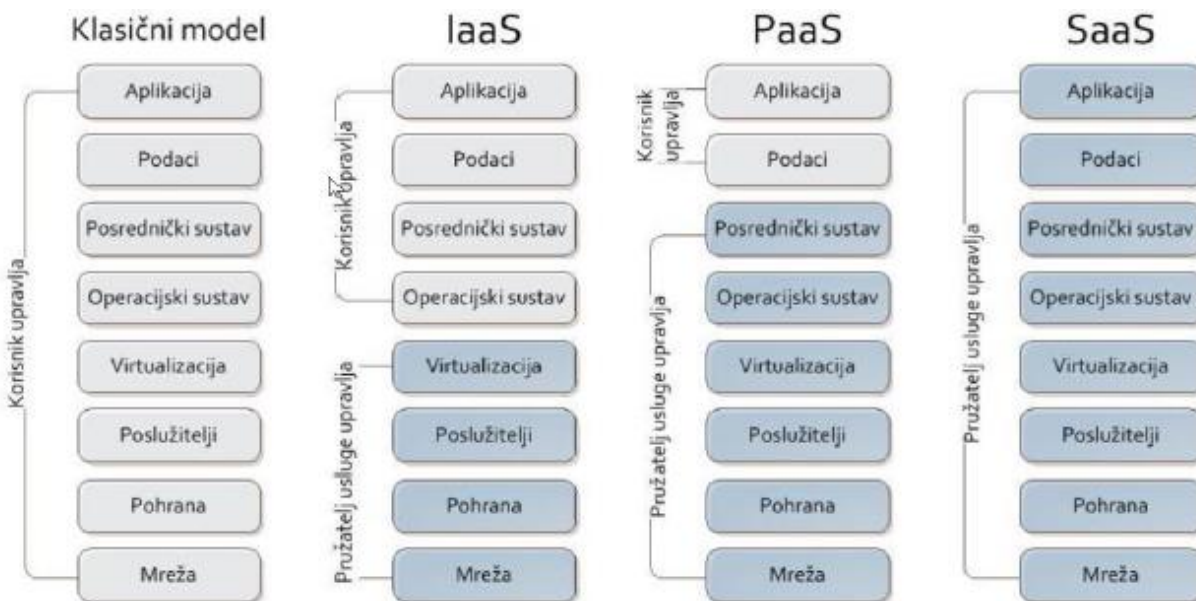 Klasični model
Korisnik upravlja
Aplikacija
Podaci
Posrednički sustav
Operacijski sustav
Virtualizacija
Poslužitelji
Pohrana
Mreža
IaaS
Korisnik upravlja
Pružatelj usluge upravlja
Aplikacija
Podaci
Posrednički sustav
Operacijski sustav
Virtualizacija
Poslužitelji
Pohrana
Mreža
PaaS
Korisnik
upravlja
Pružatelj usluge upravlja
Aplikacija
Podaci
Posrednički sustav
Operacijski sustav
Virtualizacija
Poslužitelji
Pohrana
Mreža
SaaS
Pružatelj usluge upravlja
Aplikacija
Podaci
Posrednički sustav
Operacijski sustav
Virtualizacija
Poslužitelji
Pohrana
Mreža